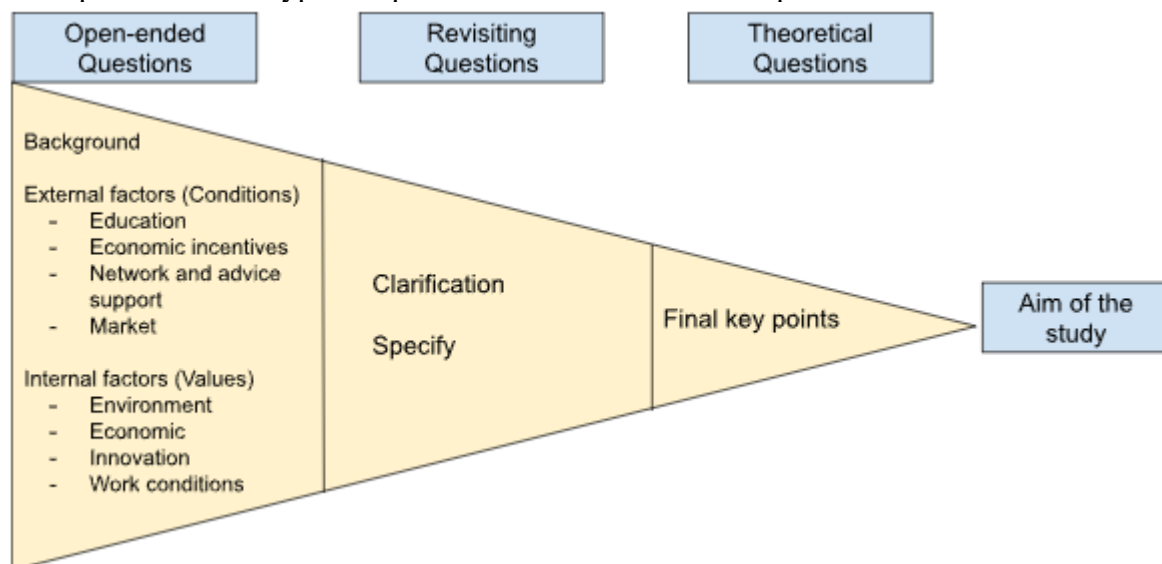 Open-ended
Questions
Revisiting
Questions
Theoretical
Questions
Background
External factors (Conditions)
- Education
- Economic incentives
- Network and advice
support
- Market
Internal factors (Values)
- Environment
- Economic
- Innovation
- Work conditions
Clarification
Specify
Final key points
Aim of the
study